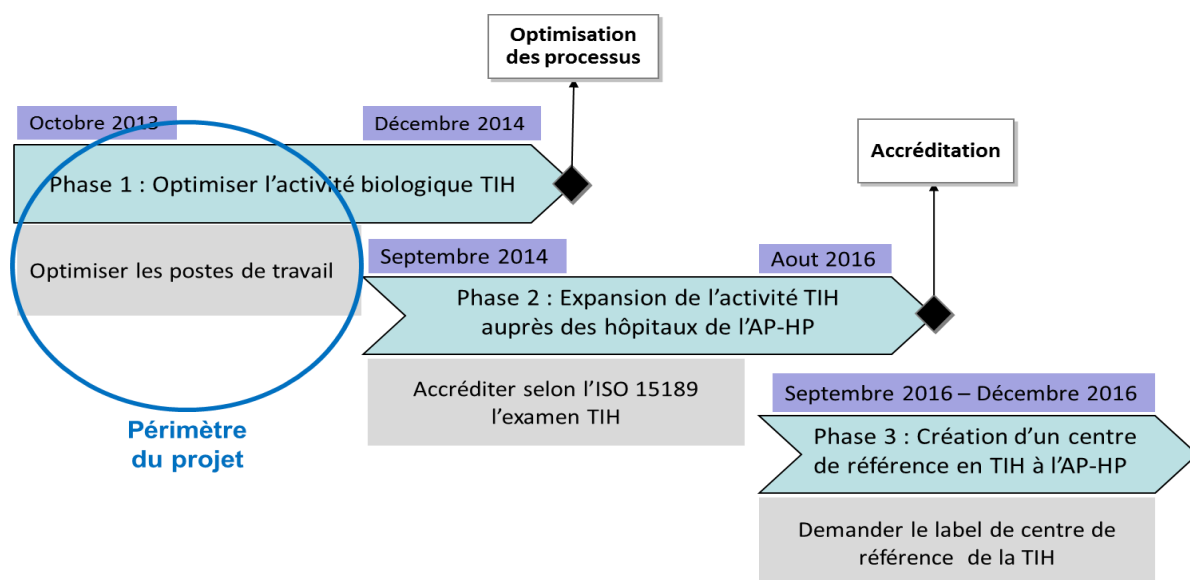 Optimisation
des processus
Octobre 2013
Décembre 2014
Phase 1 : Optimiser l’activité biologique TIH
Accréditation
Optimiser les postes de travail
Septembre 2014
Aout 2016
Phase 2 : Expansion de l’activité TIH
auprès des hôpitaux de l’AP-HP
Périmètre
du projet
Accréditer selon l’ISO 15189
l’examen TIH
Septembre 2016 – Décembre 2016
Phase 3 : Création d’un centre
de référence en TIH à l’AP-HP
Demander le label de centre de
référence de la TIH